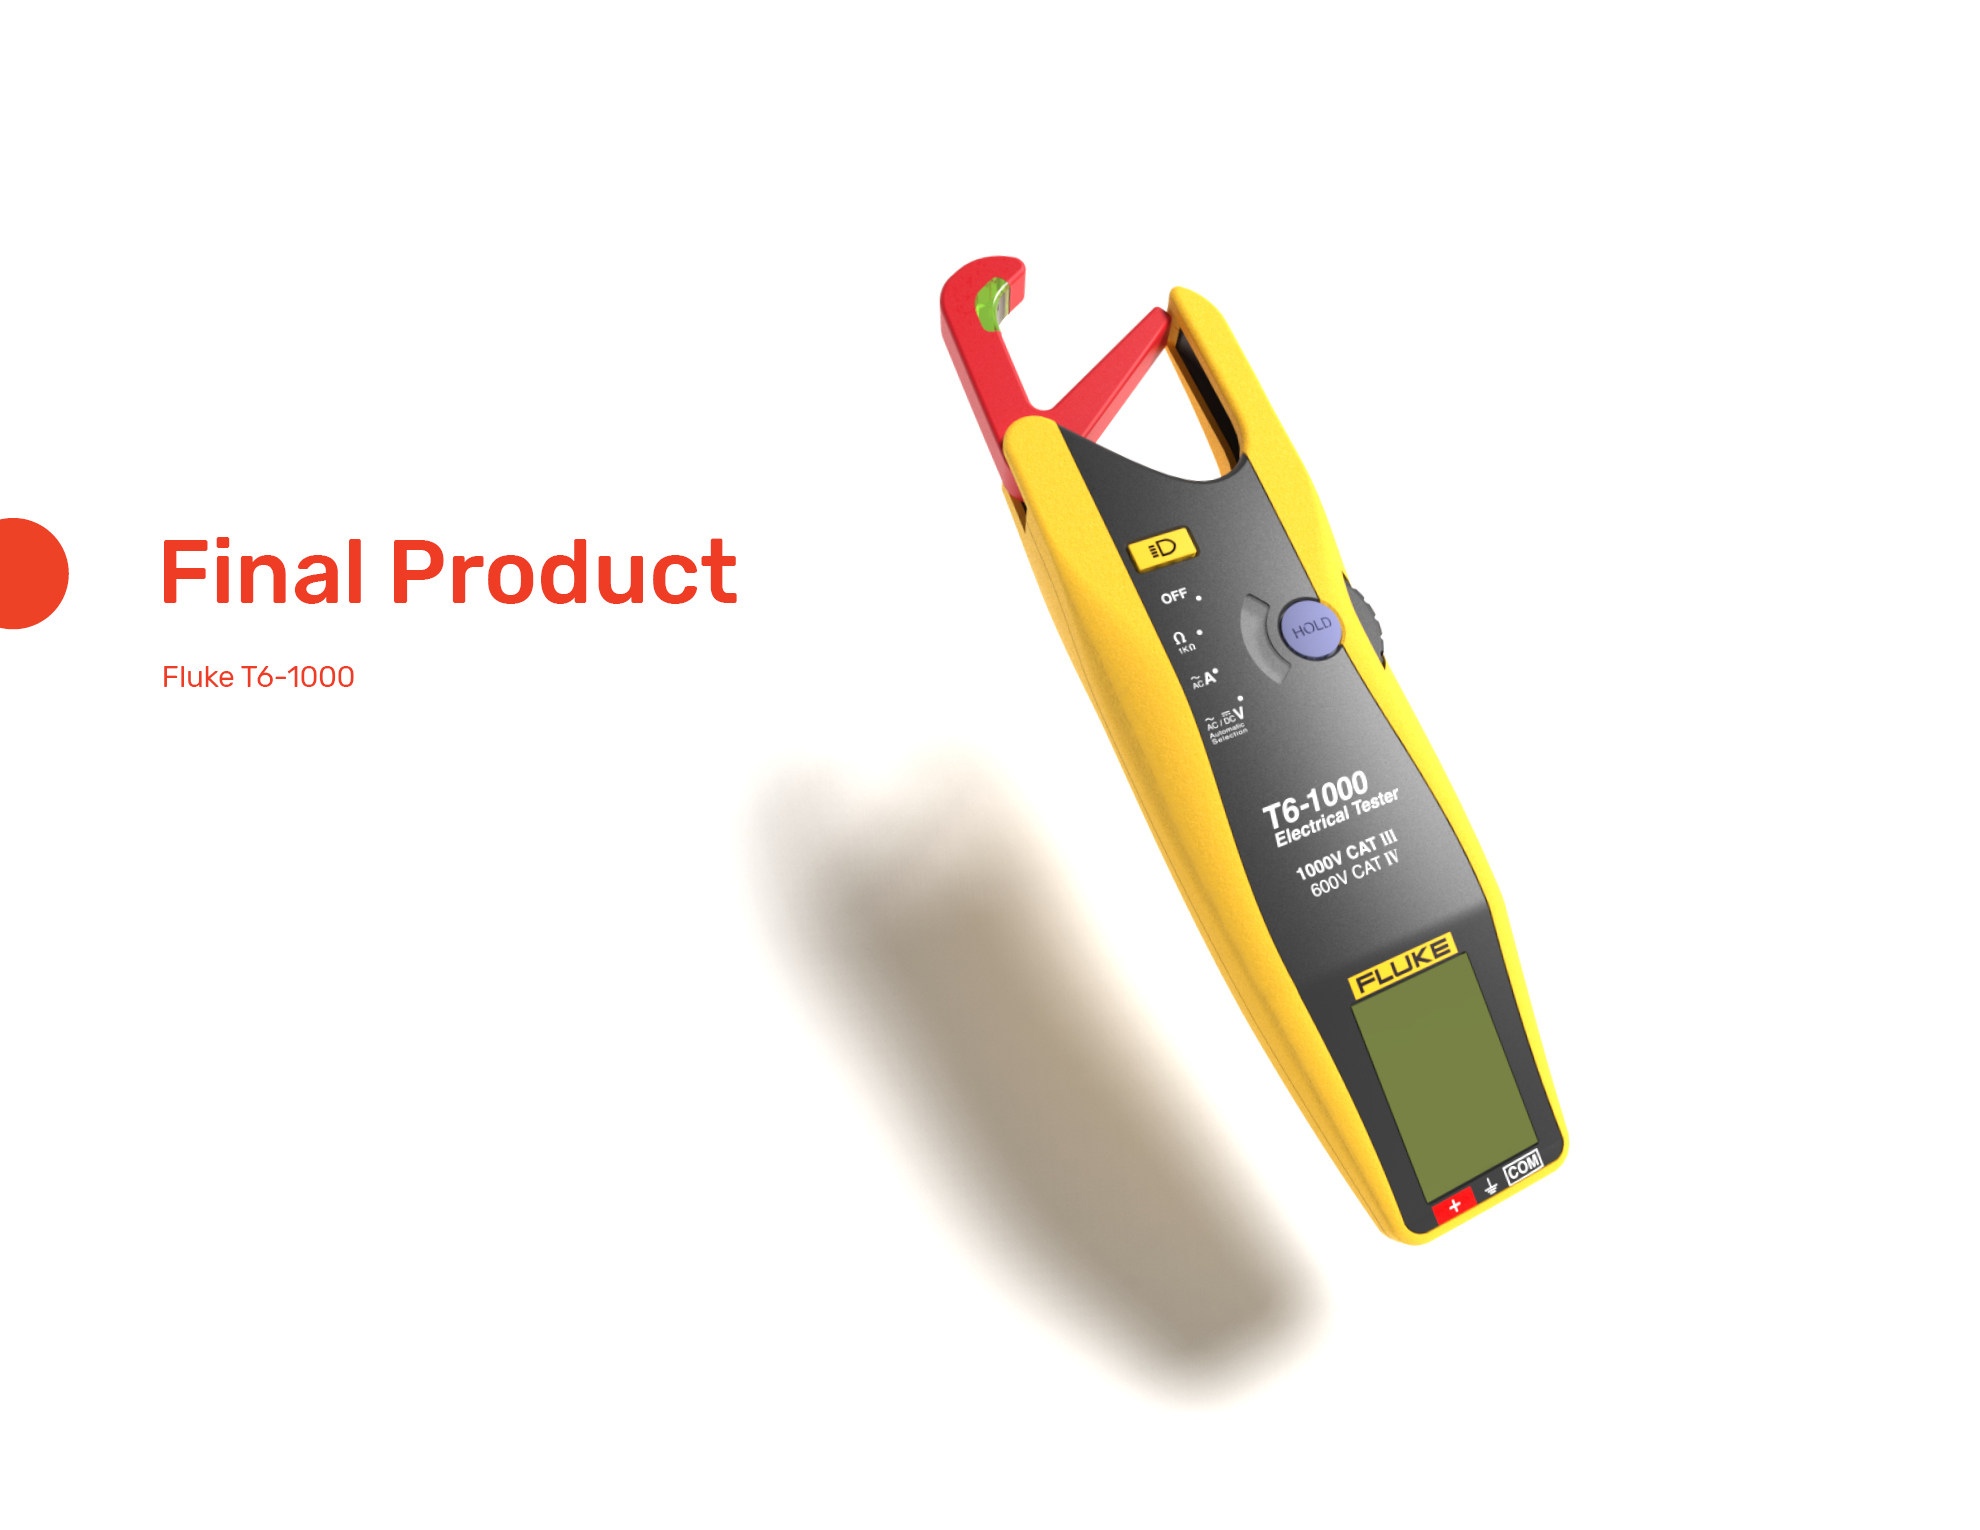 Final Product
Fluke T6-1000
OFF
HOLD
Ω
1KΩ
AC A
AC / DC V
Automatic
Selection
T6-1000
Electrical Tester
1000V CAT III
600V CAT IV
FLUKE
+
COM